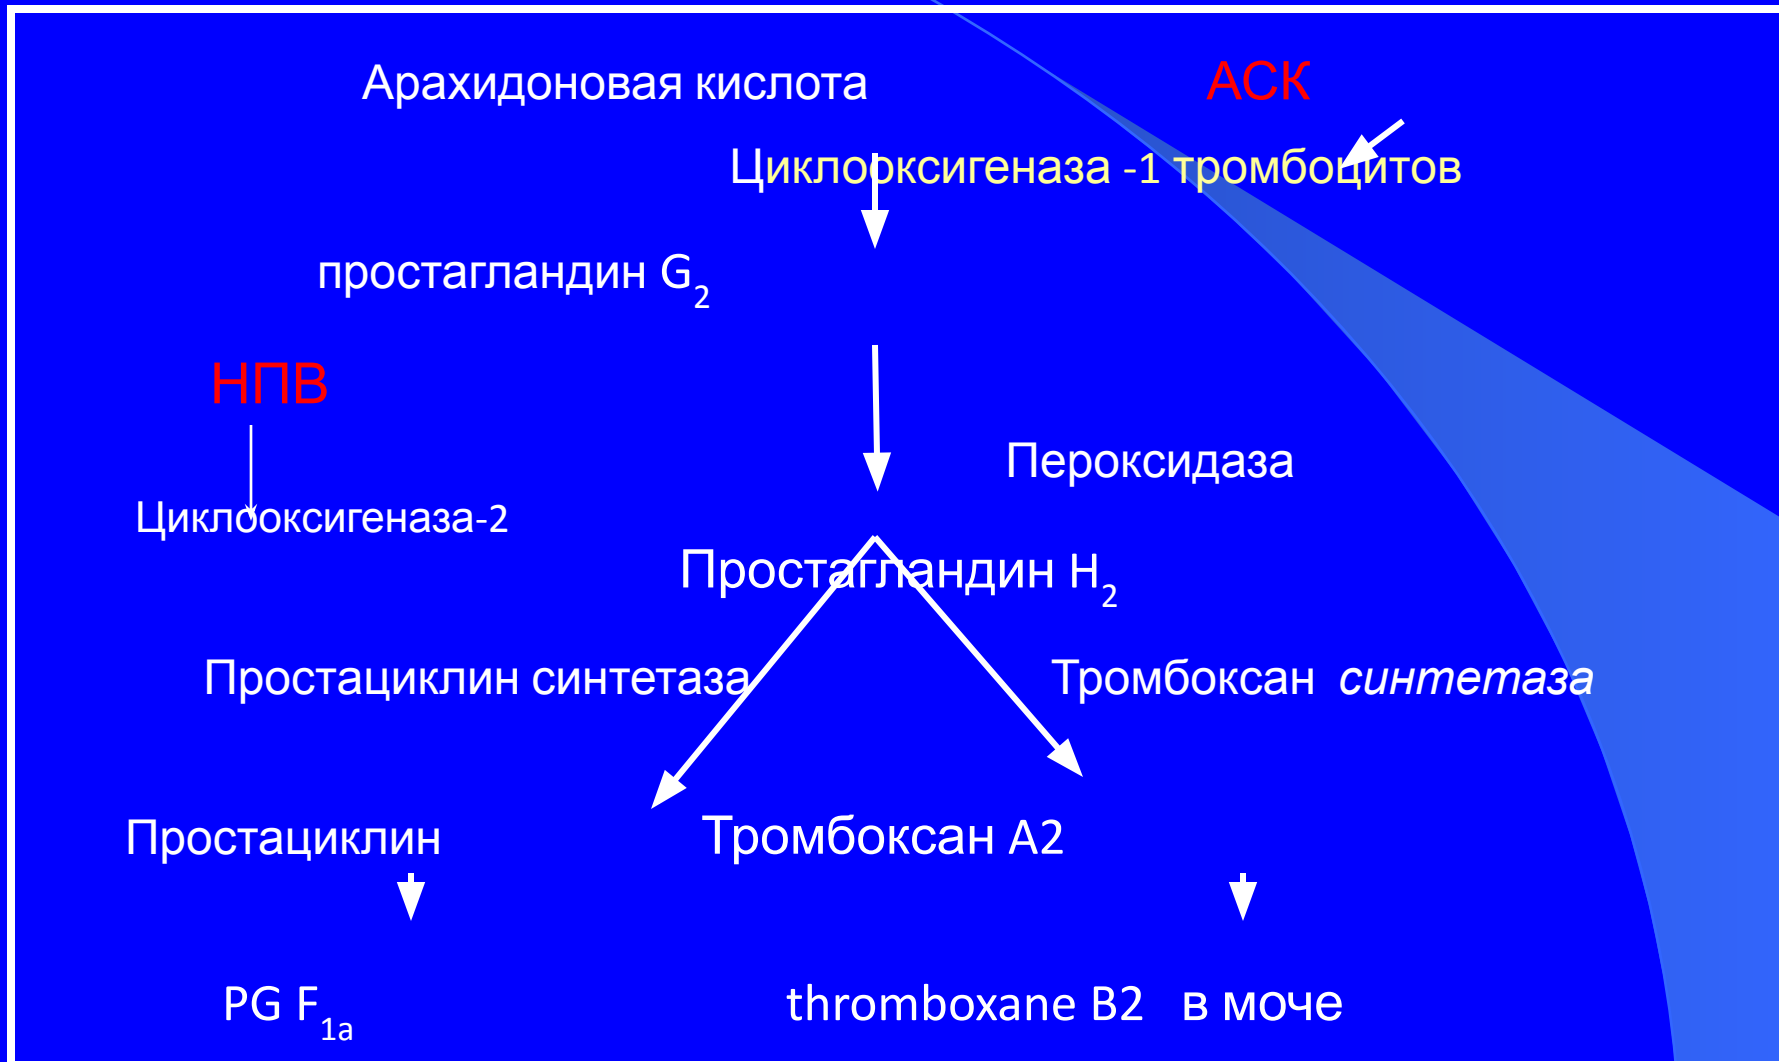 Арахидоновая кислота АСК
Циклооксигеназа -1 тромбоцитов
простагландин G2
НПВ
Пероксидаза
Циклооксигеназа-2
Простагландин H2
Простациклин синтетаза Тромбоксан синтетаза
Простациклин Тромбоксан A2
PG F1a thromboxane B2 в моче